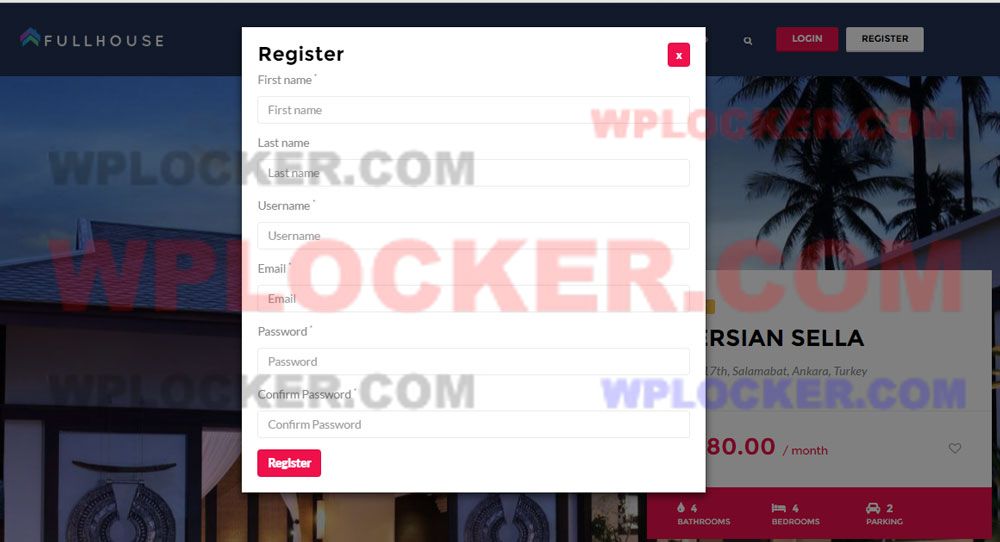 FULLHOUSE
LOGIN
REGISTER
Register
x
First name *
First name
WPLOCKER.COM
Last name
WPLOCKER.COM
Last name
Username *
Username
WPLOCKER.COM
Email *
Email
ERSIAN SELLA
Password *
Password
17th, Salamabat, Ankara, Turkey
WPLOCKER.COM
WPLOCKER.COM
Confirm Password *
Confirm Password
80.00 / month
Register
4
BATHROOMS
4
BEDROOMS
2
PARKING